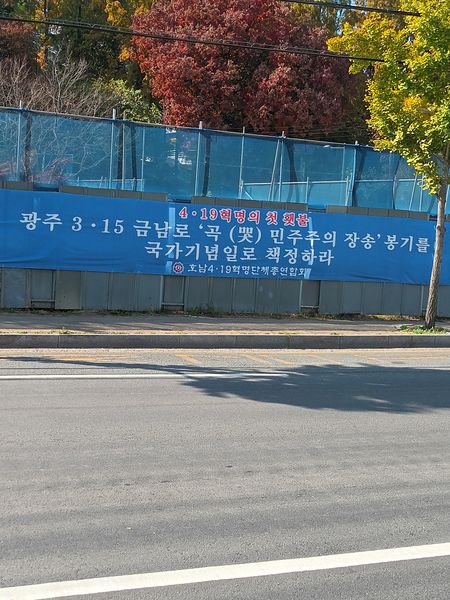 4·19혁명의 첫 횃불
광주 3·15 금남로 '곡 (哭) 민주주의 장송' 봉기를
국가기념일로 책정하라
호남4·19혁명단체총연합회